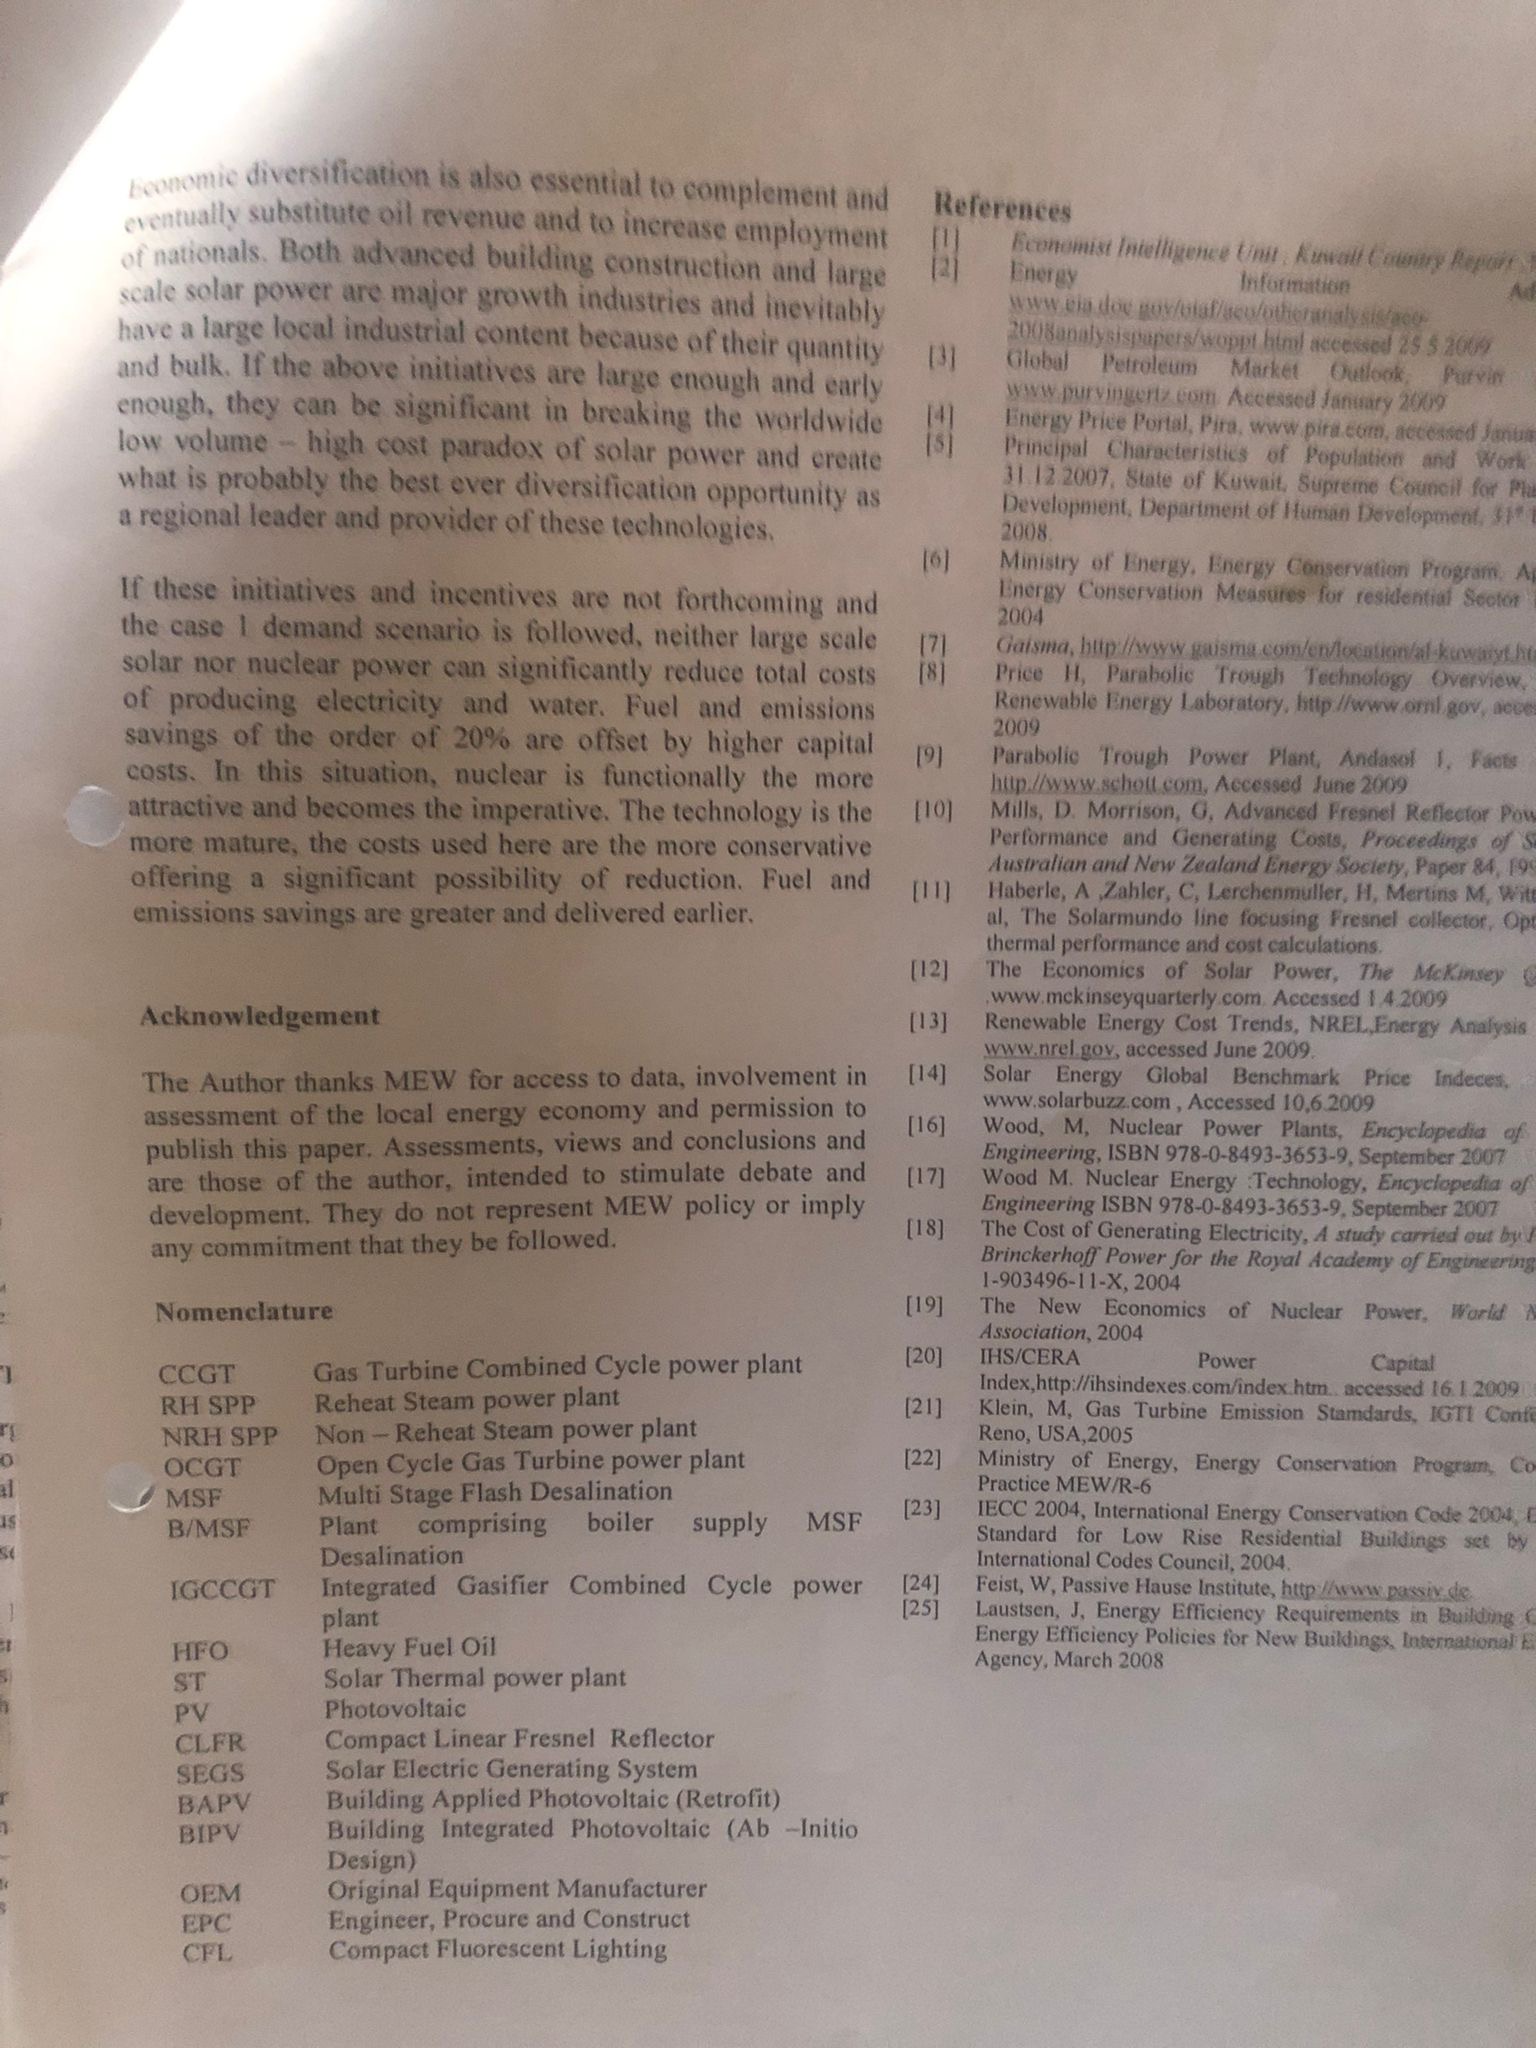 Economic diversification is also essential to complement and
eventually substitute oil revenue and to increase employment
of nationals. Both advanced building construction and large
scale solar power are major growth industries and inevitably
have a large local industrial content because of their quantity
and bulk. If the above initiatives are large enough and early
enough, they can be significant in breaking the worldwide
low volume – high cost paradox of solar power and create
what is probably the best ever diversification opportunity as
a regional leader and provider of these technologies.
If these initiatives and incentives are not forthcoming and
the case 1 demand scenario is followed, neither large scale
solar nor nuclear power can significantly reduce total costs
of producing electricity and water. Fuel and emissions
savings of the order of 20% are offset by higher capital
costs. In this situation, nuclear is functionally the more
attractive and becomes the imperative. The technology is the
more mature, the costs used here are the more conservative
offering a significant possibility of reduction. Fuel and
emissions savings are greater and delivered earlier.
Acknowledgement
The Author thanks MEW for access to data, involvement in
assessment of the local energy economy and permission to
publish this paper. Assessments, views and conclusions and
are those of the author, intended to stimulate debate and
development. They do not represent MEW policy or imply
any commitment that they be followed.
Nomenclature
CCGT Gas Turbine Combined Cycle power plant
RH SPP Reheat Steam power plant
NRH SPP Non – Reheat Steam power plant
OCGT Open Cycle Gas Turbine power plant
MSF Multi Stage Flash Desalination
B/MSF Plant comprising boiler supply MSF
Desalination
IGCCGT Integrated Gasifier Combined Cycle power
plant
HFO Heavy Fuel Oil
ST Solar Thermal power plant
PV Photovoltaic
CLFR Compact Linear Fresnel Reflector
SEGS Solar Electric Generating System
BAPV Building Applied Photovoltaic (Retrofit)
BIPV Building Integrated Photovoltaic (Ab –Initio
Design)
OEM Original Equipment Manufacturer
EPC Engineer, Procure and Construct
CFL Compact Fluorescent Lighting
References
[1] Economist Intelligence Unit , Kuwait Country Report,
[2] Energy Information
www.eia.doe.gov/oiaf/aeo/otheranalysis/aeo-
2008analysispapers/woppt.html accessed 25.5.2009
[3] Global Petroleum Market Outlook, Purvin
www.purvingertz.com. Accessed January 2009
[4] Energy Price Portal, Pira, www.pira.com, accessed
[5] Principal Characteristics of Population and Work
31.12.2007, State of Kuwait, Supreme Council for
Development, Department of Human Development, 31st
2008.
[6] Ministry of Energy, Energy Conservation Program,
Energy Conservation Measures for residential Sector
2004
[7] Gaisma,
[8] Price H, Parabolic Trough Technology Overview,
Renewable Energy Laboratory, http://www.ornl.gov,
2009
[9] Parabolic Trough Power Plant, Andasol 1, Facts
http://www.schott.com, Accessed June 2009
[10] Mills, D. Morrison, G, Advanced Fresnel Reflector
Performance and Generating Costs, Proceedings of
Australian and New Zealand Energy Society, Paper 84,
[11] Haberle, A ,Zahler, C, Lerchenmuller, H, Mertins M,
al, The Solarmundo line focusing Fresnel collector,
thermal performance and cost calculations.
[12] The Economics of Solar Power, The McKinsey
.www.mckinseyquarterly.com. Accessed 1.4.2009
[13] Renewable Energy Cost Trends, NREL,Energy Analysis
www.nrel.gov, accessed June 2009.
[14] Solar Energy Global Benchmark Price Indeces,
www.solarbuzz.com , Accessed 10,6.2009
[16] Wood, M, Nuclear Power Plants, Encyclopedia of
Engineering, ISBN 978-0-8493-3653-9, September 2007
[17] Wood M. Nuclear Energy :Technology, Encyclopedia of
Engineering ISBN 978-0-8493-3653-9, September 2007
[18] The Cost of Generating Electricity, A study carried out by
Brinckerhoff Power for the Royal Academy of Engineering
1-903496-11-X, 2004
[19] The New Economics of Nuclear Power, World
Association, 2004
[20] IHS/CERA Power Capital
Index,http://ihsindexes.com/index.htm.. accessed 16.1.2009
[21] Klein, M, Gas Turbine Emission Stamdards, IGTI
Reno, USA,2005
[22] Ministry of Energy, Energy Conservation Program,
Practice MEW/R-6
[23] IECC 2004, International Energy Conservation Code 2004,
Standard for Low Rise Residential Buildings set by
International Codes Council, 2004.
[24] Feist, W, Passive Hause Institute, http://www.passiv.de.
[25] Laustsen, J, Energy Efficiency Requirements in Building
Energy Efficiency Policies for New Buildings, International
Agency, March 2008